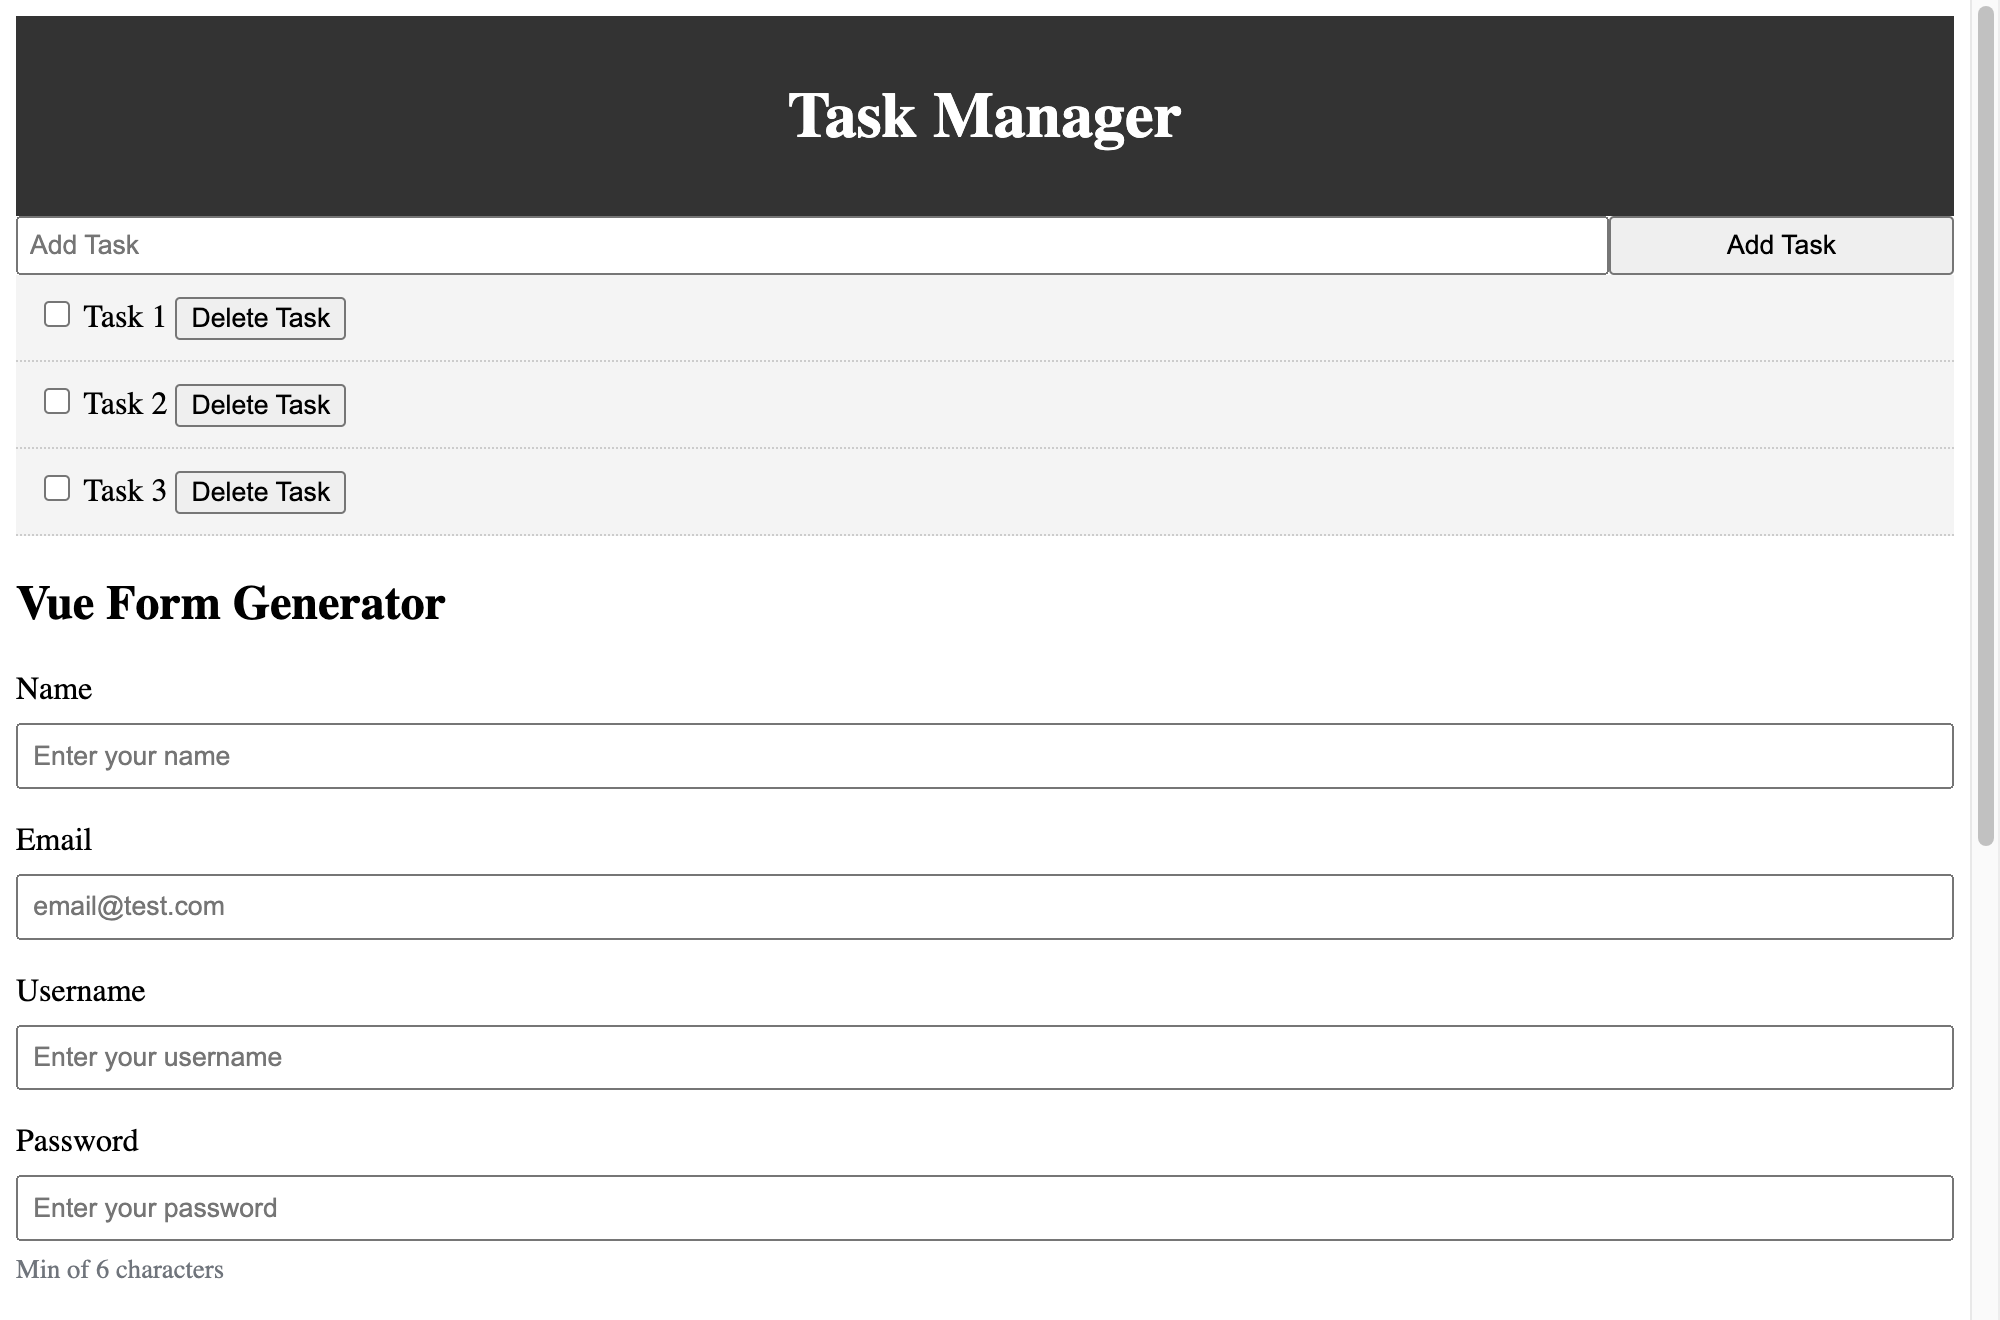 Task Manager
Add Task Add Task
Task 1 Delete Task
Task 2 Delete Task
Task 3 Delete Task
Vue Form Generator
Name
Enter your name
Email
email@test.com
Username
Enter your username
Password
Enter your password
Min of 6 characters